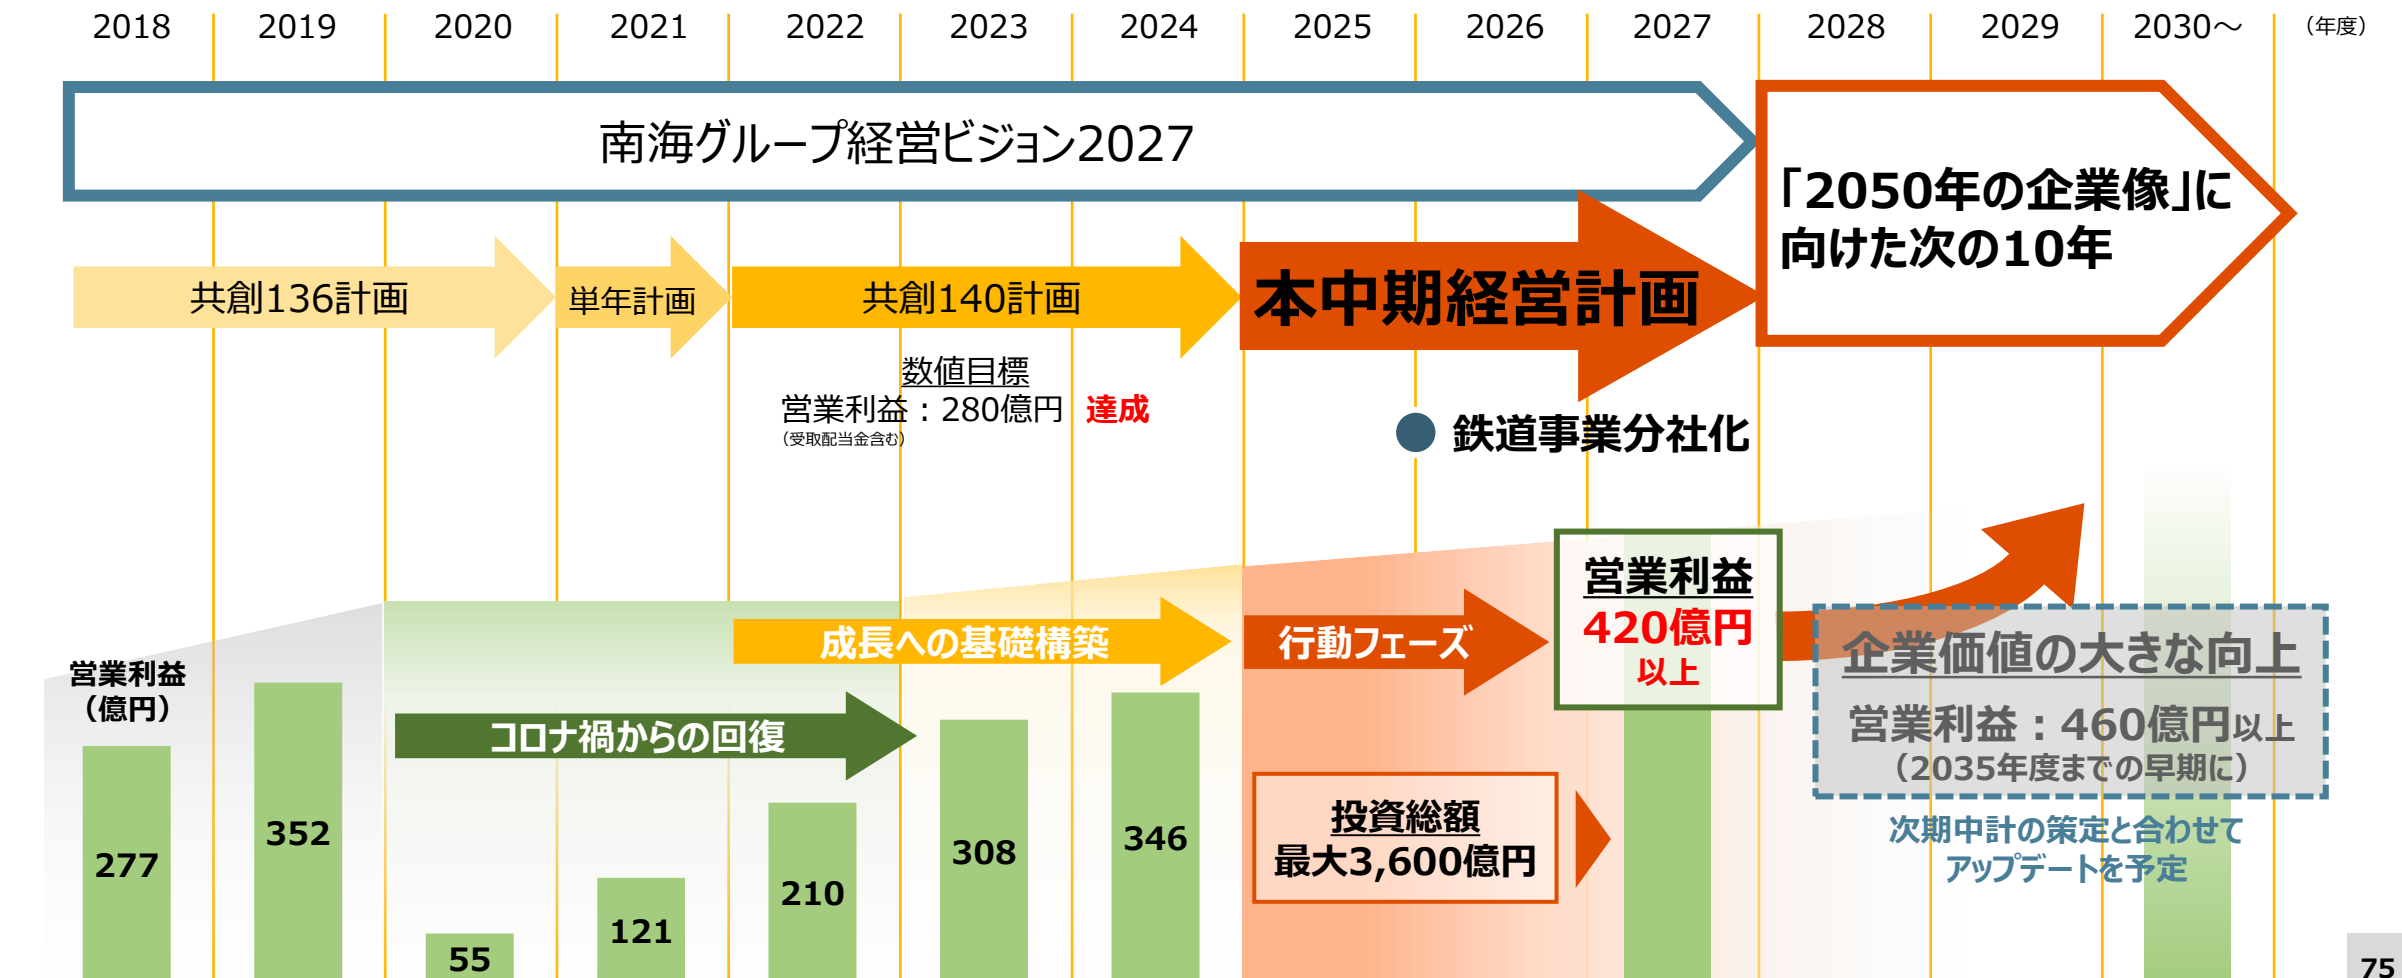 2018 2019 2020 2021 2022 2023 2024 2025 2026 2027 2028 2029 2030～ （年度）
南海グループ経営ビジョン2027
「2050年の企業像」に
向けた次の10年
共創136計画
単年計画
共創140計画
本中期経営計画
数値目標
営業利益：280億円 達成
（受取配当金含む）
鉄道事業分社化
営業利益
（億円）
成長への基礎構築
コロナ禍からの回復
行動フェーズ
営業利益
420億円
以上
企業価値の大きな向上
営業利益：460億円以上
（2035年度までの早期に）
次期中計の策定と合わせて
アップデートを予定
投資総額
最大3,600億円
277
352
55
121
210
308
346
75